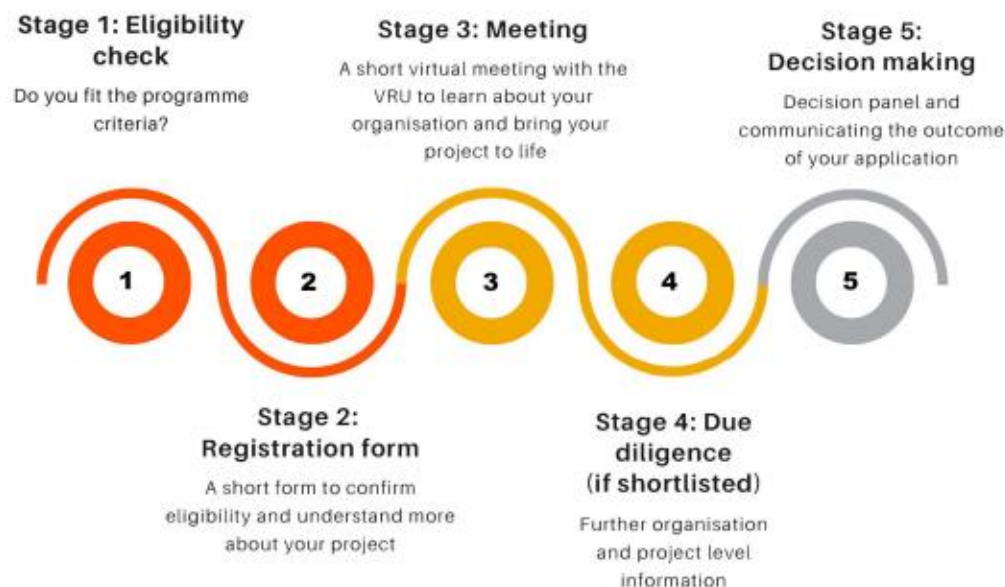 Stage 1: Eligibility
check
Do you fit the programme
criteria?
Stage 3: Meeting
A short virtual meeting with the
VRU to learn about your
organisation and bring your
project to life
Stage 5:
Decision making
Decision panel and
communicating the outcome
of your application
1
2
3
4
5
Stage 2:
Registration form
A short form to confirm
eligibility and understand more
about your project
Stage 4: Due
diligence
(if shortlisted)
Further organisation
and project level
information